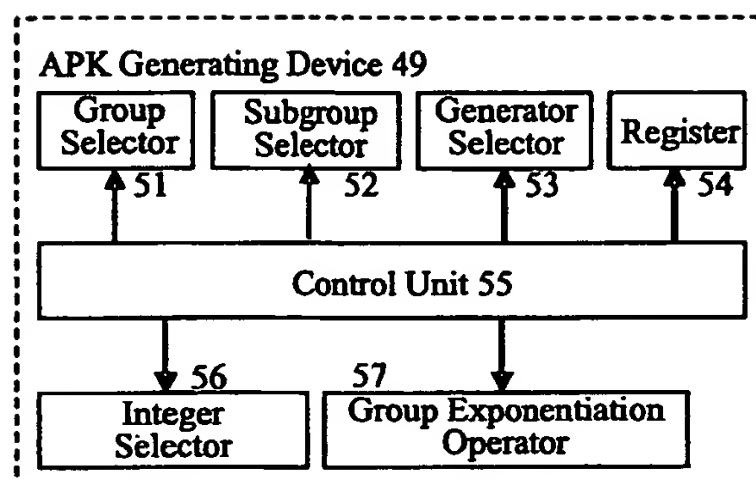 APK Generating Device 49
Group
Selector
Subgroup
Selector
Generator
Selector
Register
51
52
53
54
Control Unit 55
56
57
Integer
Selector
Group Exponentiation
Operator